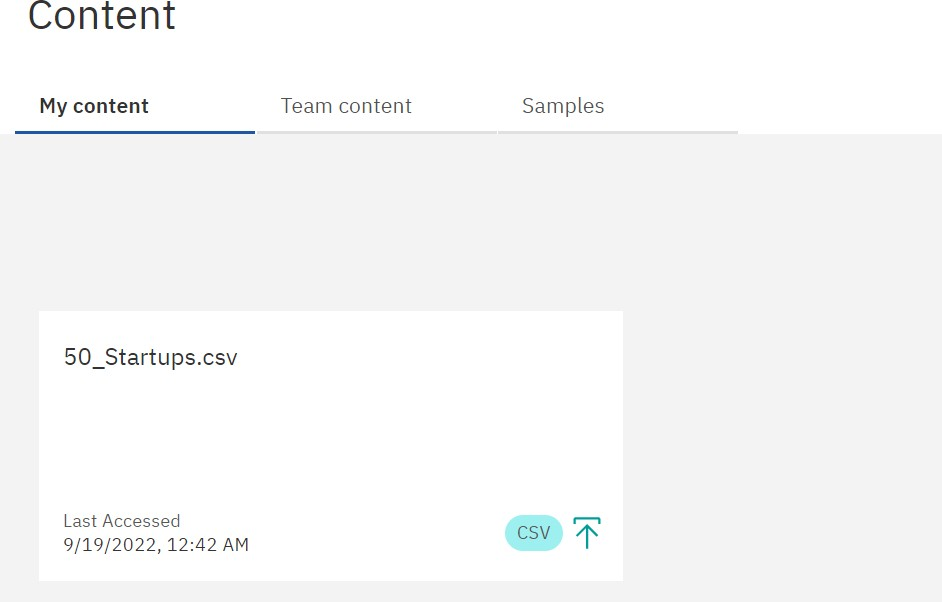 Content
My content
Team content
Samples
50_Startups.csv
Last Accessed
9/19/2022, 12:42 AM
CSV